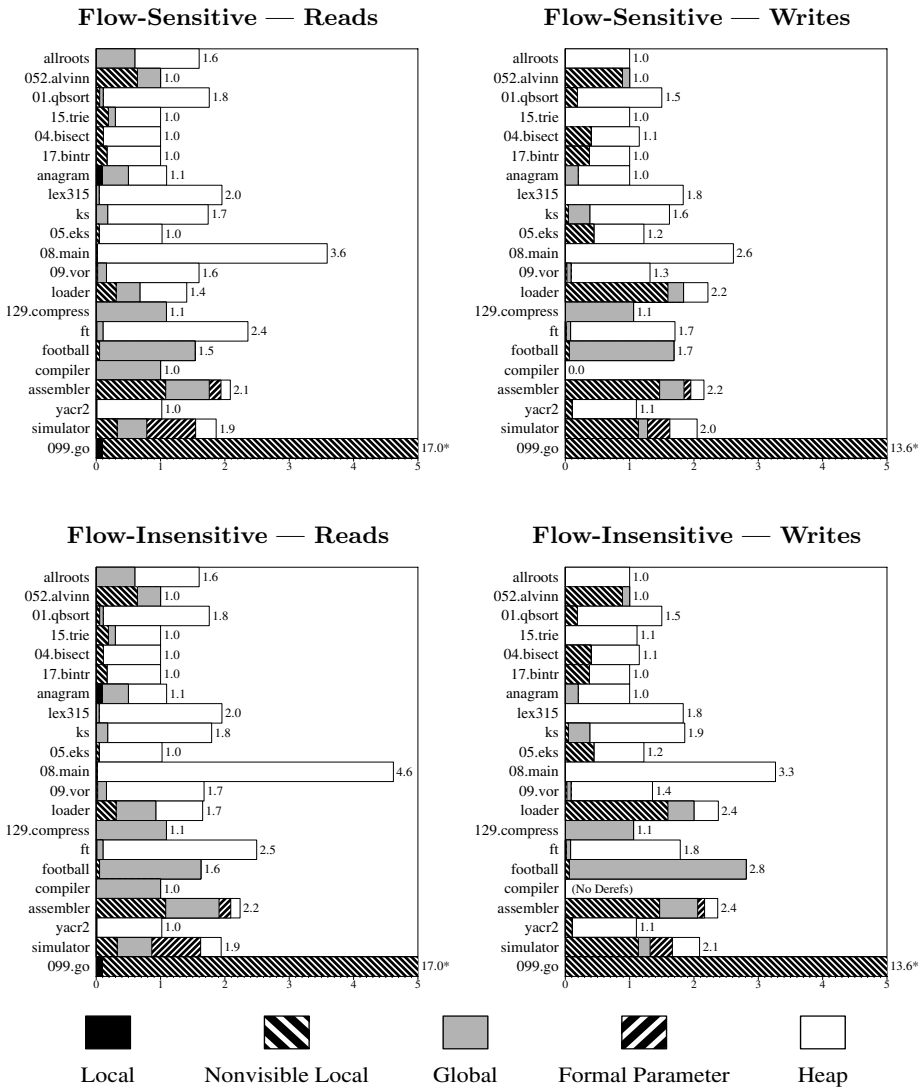 Flow-Sensitive — Reads
allroots 1.6
052.alvinn 1.0
01.qbsort 1.8
15.trie 1.0
04.bisect 1.0
17.bintr 1.0
anagram 1.1
lex315 2.0
ks 1.7
05.eks 1.0
08.main 3.6
09.vor 1.6
loader 1.4
129.compress 1.1
ft 2.4
football 1.5
compiler 1.0
assembler 2.1
yacr2 1.0
simulator 1.9
099.go 17.0*
0 1 2 3 4 5
Flow-Sensitive — Writes
allroots 1.0
052.alvinn 1.0
01.qbsort 1.5
15.trie 1.0
04.bisect 1.1
17.bintr 1.0
anagram 1.0
lex315 1.8
ks 1.6
05.eks 1.2
08.main 2.6
09.vor 1.3
loader 2.2
129.compress 1.1
ft 1.7
football 1.7
compiler 0.0
assembler 2.2
yacr2 1.1
simulator 2.0
099.go 13.6*
0 1 2 3 4 5
Flow-Insensitive — Reads
allroots 1.6
052.alvinn 1.0
01.qbsort 1.8
15.trie 1.0
04.bisect 1.0
17.bintr 1.0
anagram 1.1
lex315 2.0
ks 1.8
05.eks 1.0
08.main 4.6
09.vor 1.7
loader 1.7
129.compress 1.1
ft 2.5
football 1.6
compiler 1.0
assembler 2.2
yacr2 1.0
simulator 1.9
099.go 17.0*
0 1 2 3 4 5
Flow-Insensitive — Writes
allroots 1.0
052.alvinn 1.0
01.qbsort 1.5
15.trie 1.1
04.bisect 1.1
17.bintr 1.0
anagram 1.0
lex315 1.8
ks 1.9
05.eks 1.2
08.main 3.3
09.vor 1.4
loader 2.4
129.compress 1.1
ft 1.8
football 2.8
compiler (No Derefs)
assembler 2.4
yacr2 1.1
simulator 2.1
099.go 13.6*
0 1 2 3 4 5
Local Nonvisible Local Global Formal Parameter Heap